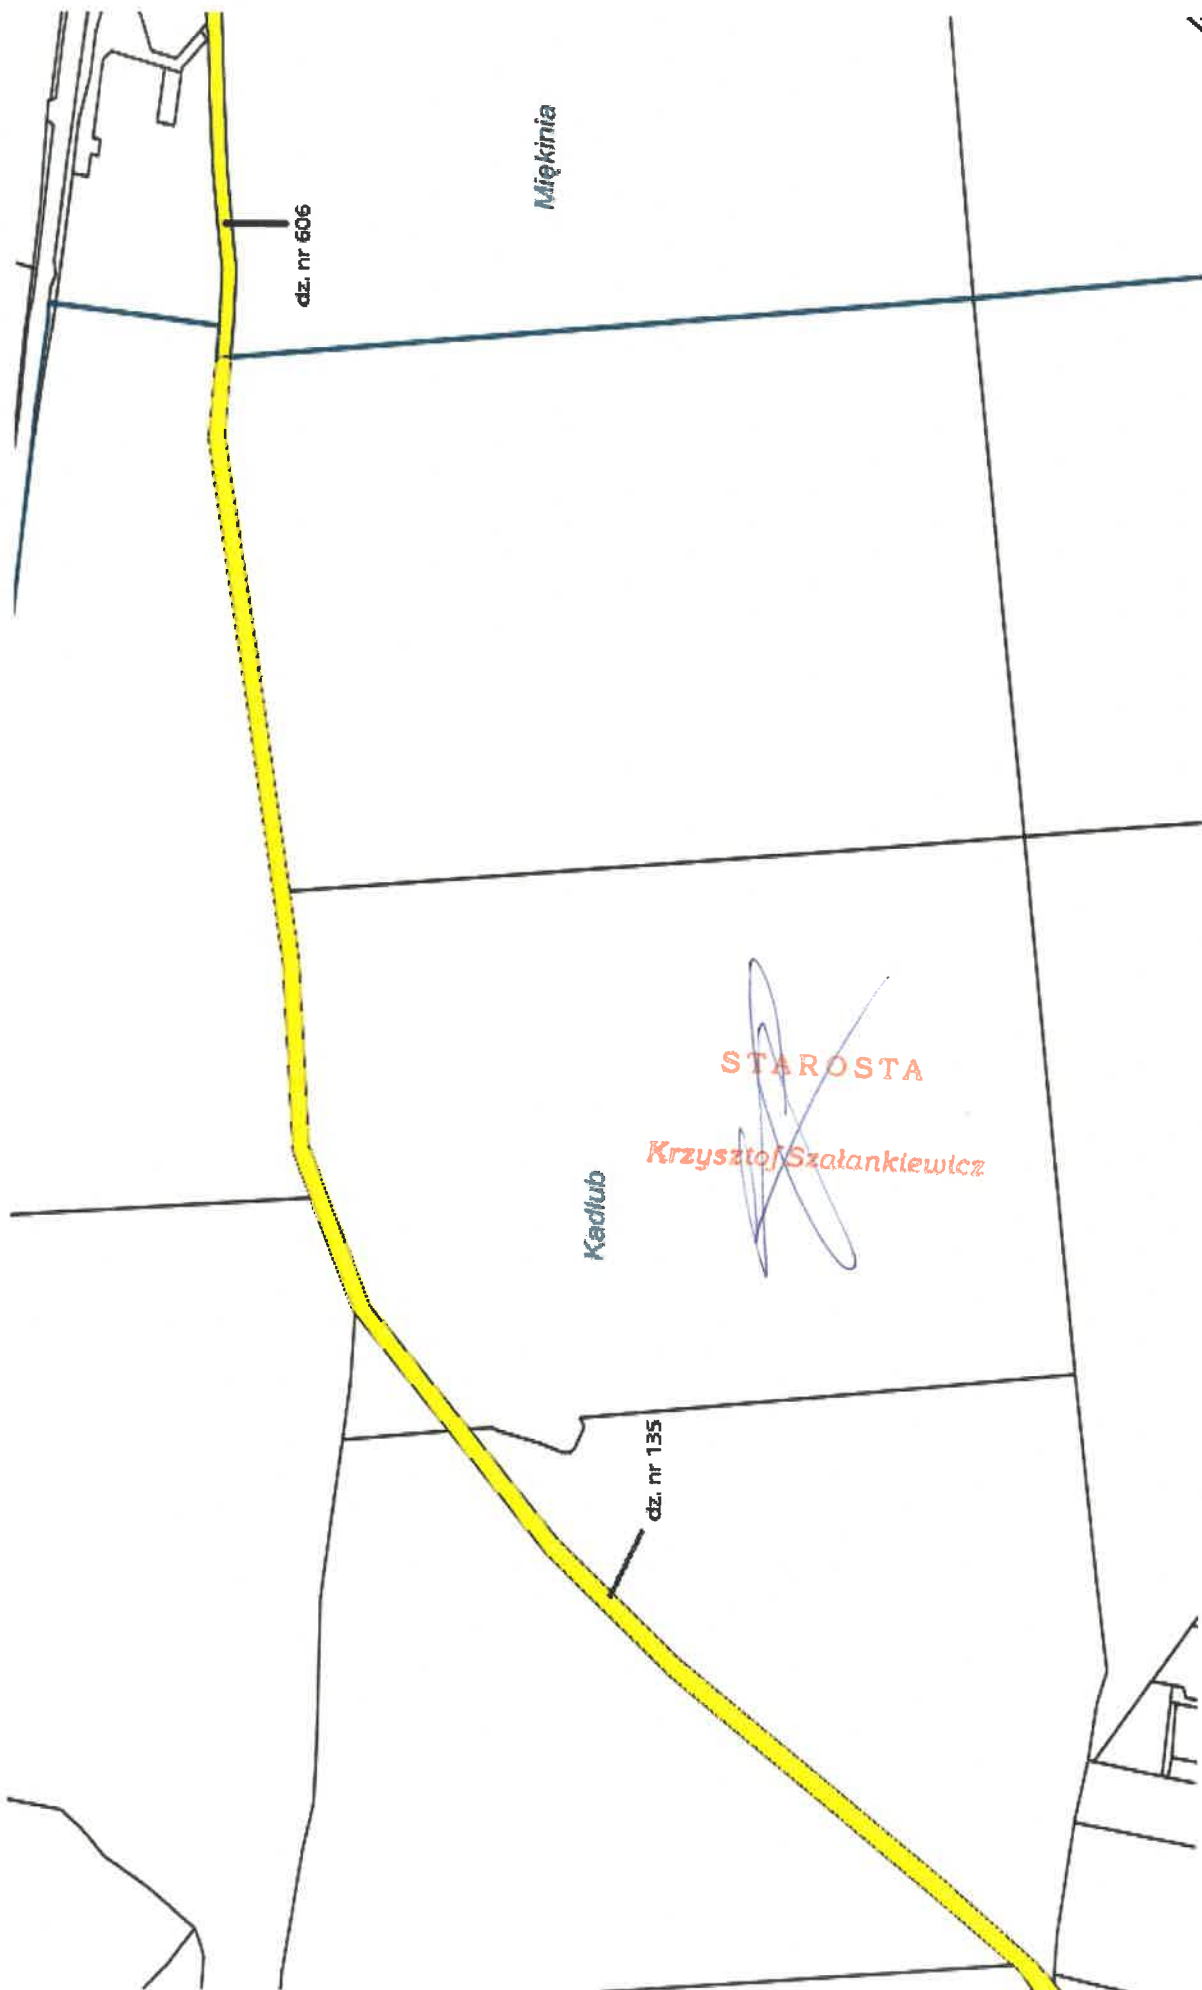 Miękinia
dz. nr 606
STAROSTA
Krzysztof Szałankiewicz
Kadłub
dz. nr 135